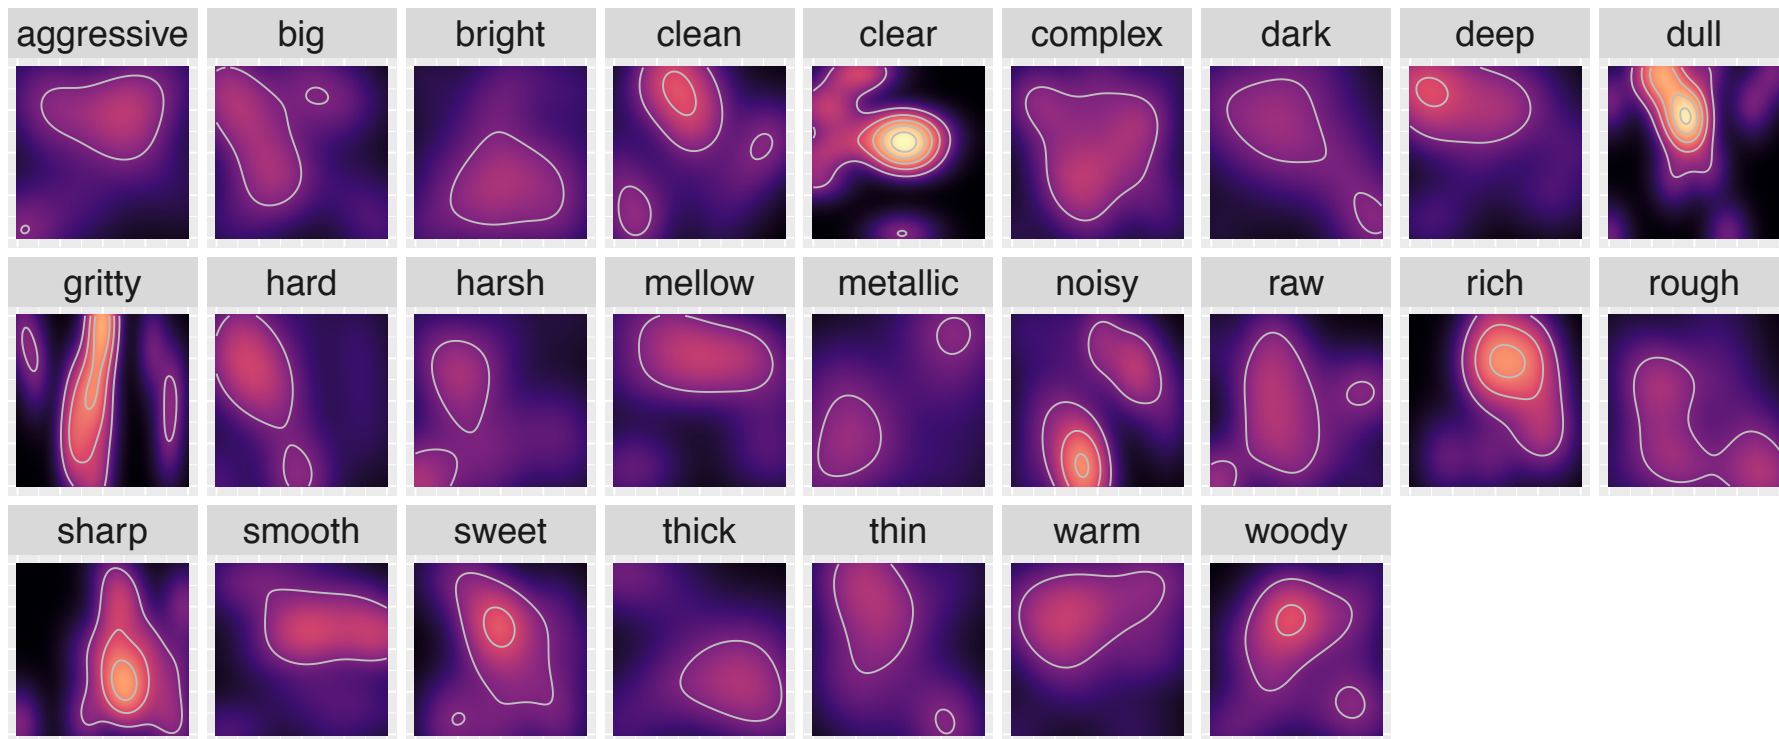 aggressive big bright clean clear complex dark deep dull
gritty hard harsh mellow metallic noisy raw rich rough
sharp smooth sweet thick thin warm woody